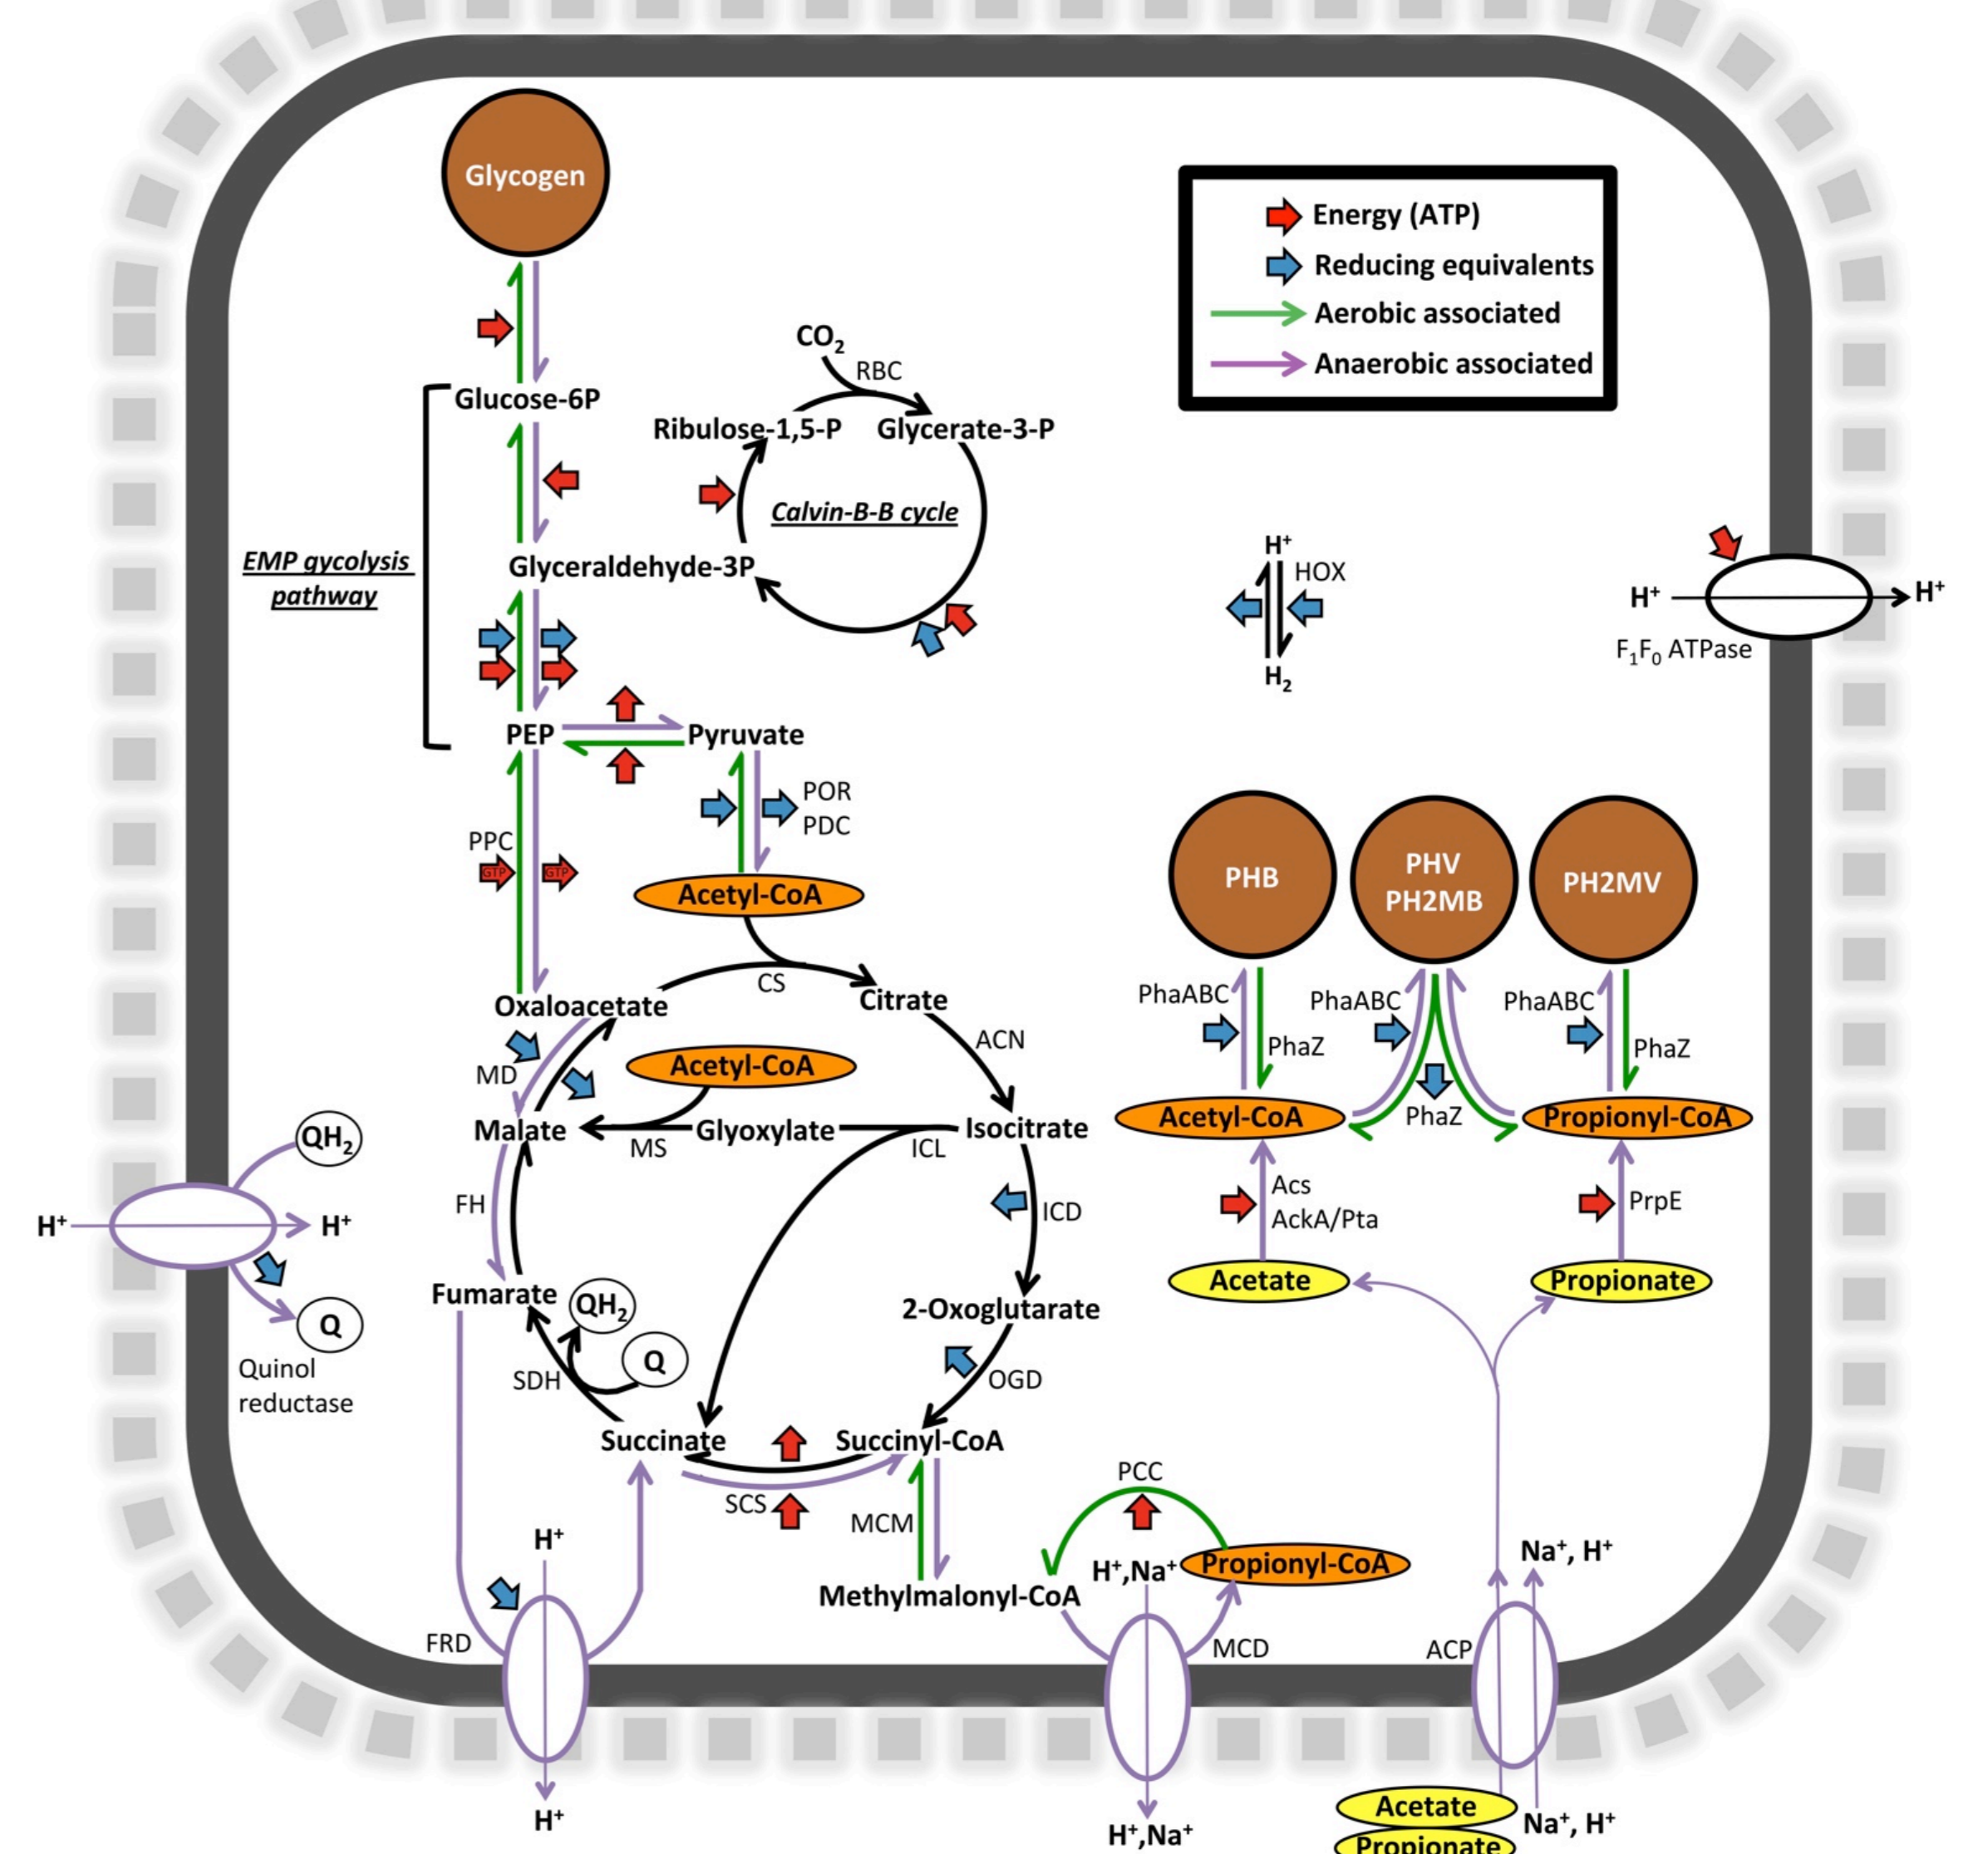 Glycogen
Energy (ATP)
Reducing equivalents
Aerobic associated
Anaerobic associated
CO2
RBC
Glucose-6P
Ribulose-1,5-P
Glycerate-3-P
Calvin-B-B cycle
EMP gycolysis
pathway
Glyceraldehyde-3P
H+
HOX
H2
H+
H+
F1F0 ATPase
PEP
Pyruvate
POR
PDC
PPC
GTP
GTP
Acetyl-CoA
PHB
PHV
PH2MB
PH2MV
CS
Oxaloacetate
Citrate
PhaABC
PhaABC
PhaABC
PhaZ
PhaZ
PhaZ
ACN
MD
Acetyl-CoA
Acetyl-CoA
Propionyl-CoA
Malate
MS
Glyoxylate
ICL
Isocitrate
QH2
H+
H+
Q
Quinol
reductase
FH
ICD
Acs
AckA/Pta
PrpE
Acetate
Propionate
Fumarate
QH2
Q
SDH
2-Oxoglutarate
OGD
Succinate
Succinyl-CoA
SCS
MCM
PCC
H+,Na+
Propionyl-CoA
Methylmalonyl-CoA
MCD
H+
FRD
H+
H+,Na+
Na+, H+
ACP
Acetate
Na+, H+
Propionate